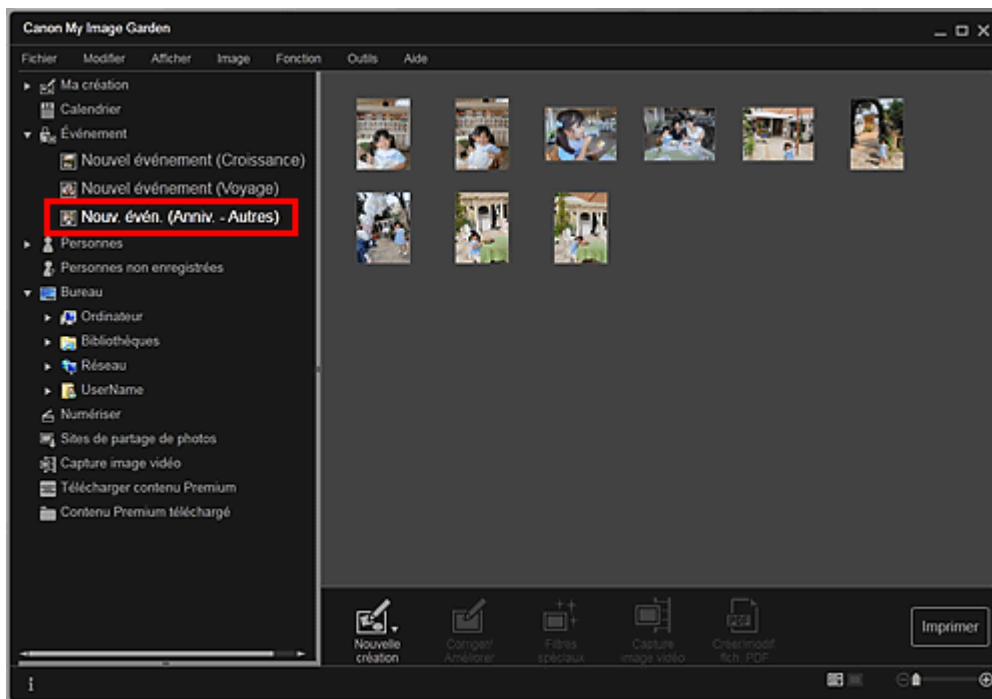 Canon My Image Garden
Fichier Modifier Afficher Image Fonction Outils Aide
Ma création
Calendrier
Événement
Nouvel événement (Croissance)
Nouvel événement (Voyage)
Nouv. évén. (Anniv. - Autres)
Personnes
Personnes non enregistrées
Bureau
Ordinateur
Bibliothèques
Réseau
UserName
Numériser
Sites de partage de photos
Capture image vidéo
Télécharger contenu Premium
Contenu Premium téléchargé
Nouvelle
création
Corriger/
Améliorer
Filtres
spéciaux
Capture
image vidéo
PDF
Créer/modif.
fich. PDF
Imprimer